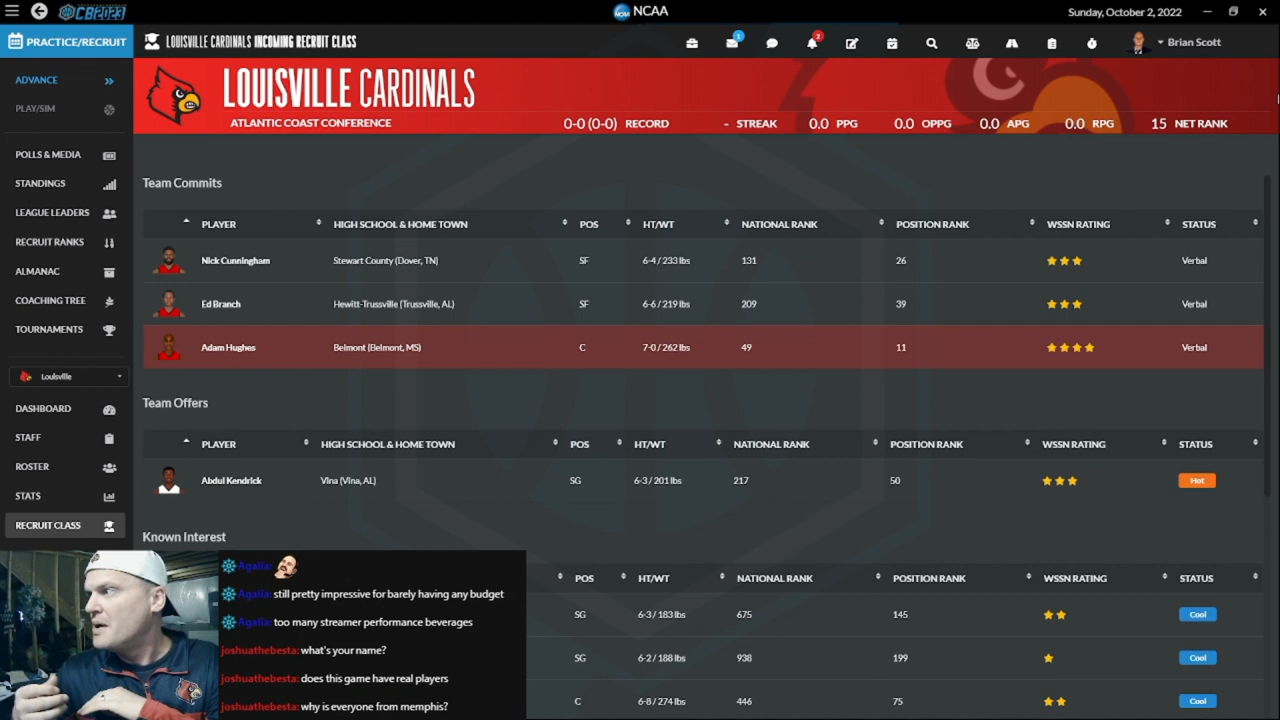 CB2023
NCAA NCAA
Sunday, October 2, 2022
PRACTICE/RECRUIT
LOUISVILLE CARDINALS INCOMING RECRUIT CLASS
1
2
Brian Scott
ADVANCE
PLAY/SIM
POLLS & MEDIA
STANDINGS
LEAGUE LEADERS
RECRUIT RANKS
ALMANAC
COACHING TREE
TOURNAMENTS
Louisville
DASHBOARD
STAFF
ROSTER
STATS
RECRUIT CLASS
LOUISVILLE CARDINALS
ATLANTIC COAST CONFERENCE
0-0 (0-0) RECORD - STREAK 0.0 PPG 0.0 OPPG 0.0 APG 0.0 RPG 15 NET RANK
Team Commits
PLAYER HIGH SCHOOL & HOME TOWN POS HT/WT NATIONAL RANK POSITION RANK WSSN RATING STATUS
Nick Cunningham Stewart County (Dover, TN) SF 6-4 / 233 lbs 131 26 Verbal
Ed Branch Hewitt-Trussville (Trussville, AL) SF 6-6 / 219 lbs 209 39 Verbal
Adam Hughes Belmont (Belmont, MS) C 7-0 / 262 lbs 49 11 Verbal
Team Offers
PLAYER HIGH SCHOOL & HOME TOWN POS HT/WT NATIONAL RANK POSITION RANK WSSN RATING STATUS
Abdul Kendrick Vina (Vina, AL) SG 6-3 / 201 lbs 217 50 Hot
Known Interest
POS HT/WT NATIONAL RANK POSITION RANK WSSN RATING STATUS
SG 6-3 / 183 lbs 675 145 Cool
SG 6-2 / 188 lbs 938 199 Cool
C 6-8 / 274 lbs 446 75 Cool
Agalia:
Agalia: still pretty impressive for barely having any budget
Agalia: too many streamer performance beverages
joshuathebesta: what's your name?
joshuathebesta: does this game have real players
joshuathebesta: why is everyone from memphis?